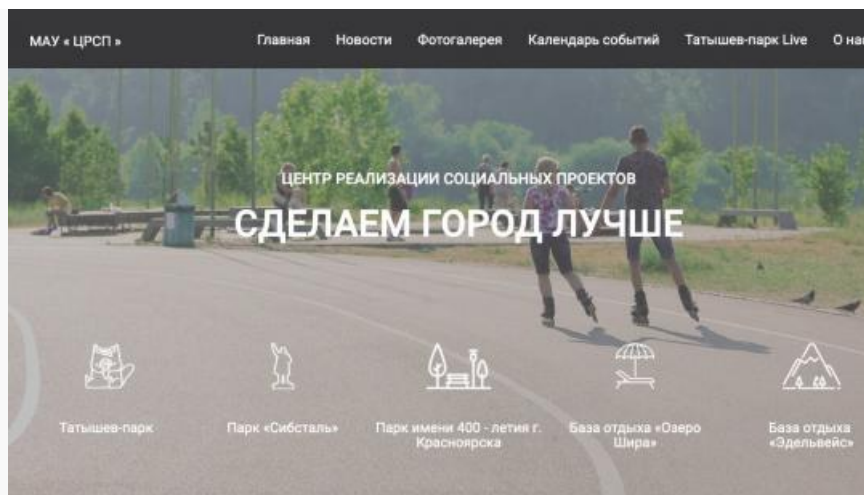 МАУ « ЦРСП »
Главная Новости Фотогалерея Календарь событий Татышев-парк Live О
ЦЕНТР РЕАЛИЗАЦИИ СОЦИАЛЬНЫХ ПРОЕКТОВ
СДЕЛАЕМ ГОРОД ЛУЧШЕ
Татышев-парк
Парк «Сибсталь»
Парк имени 400 - летия г.
Красноярска
База отдыха «Озеро
Шира»
База отдыха
«Эдельвейс»